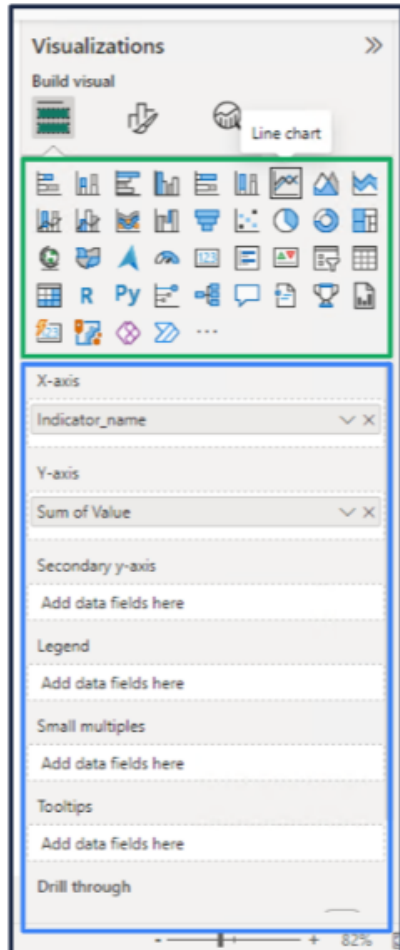 Visualizations
Build visual
Line chart
123
R Py
X-axis
Indicator_name
Y-axis
Sum of Value
Secondary y-axis
Add data fields here
Legend
Add data fields here
Small multiples
Add data fields here
Tooltips
Add data fields here
Drill through
- + 82%